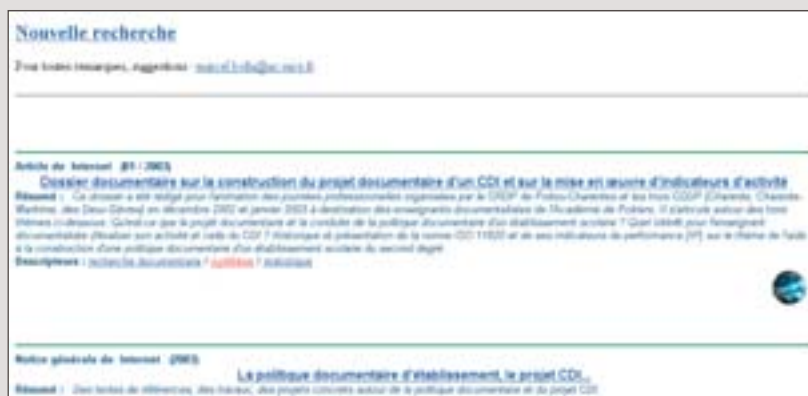 Nouvelle recherche
Pour toutes remarques, suggestions :
Article de Internet (01 / 2003)
Dossier documentaire sur la construction du projet documentaire d'un CDI et sur la mise en œuvre d'indicateurs d'activité
Résumé : Ce dossier a été rédigé pour l'animation des journées professionnelles organisées par le CRDP de Poitou-Charentes et les trois CDDP (Charente, Charente-
Maritime, des Deux-Sèvres) en décembre 2002 et janvier 2003 à destination des enseignants documentalistes de l'Académie de Poitiers. Il s'articule autour des trois
thèmes ci-dessous : Qu'est-ce que le projet documentaire et la conduite de la politique documentaire d'un établissement scolaire ? Quel intérêt pour l'enseignant
documentaliste d'évaluer son activité et celle du CDI ? Historique et présentation de la norme ISO 11620 et de ses indicateurs de performance sur le thème de l'aide
à la construction d'une politique documentaire d'un établissement scolaire du second degré.
Descripteurs : recherche documentaire / / statistique
Notice générale de Internet (2003)
La politique documentaire d'établissement, le projet CDI...
Résumé : Des textes de références, des travaux, des projets concrets autour de la politique documentaire et du projet CDI.